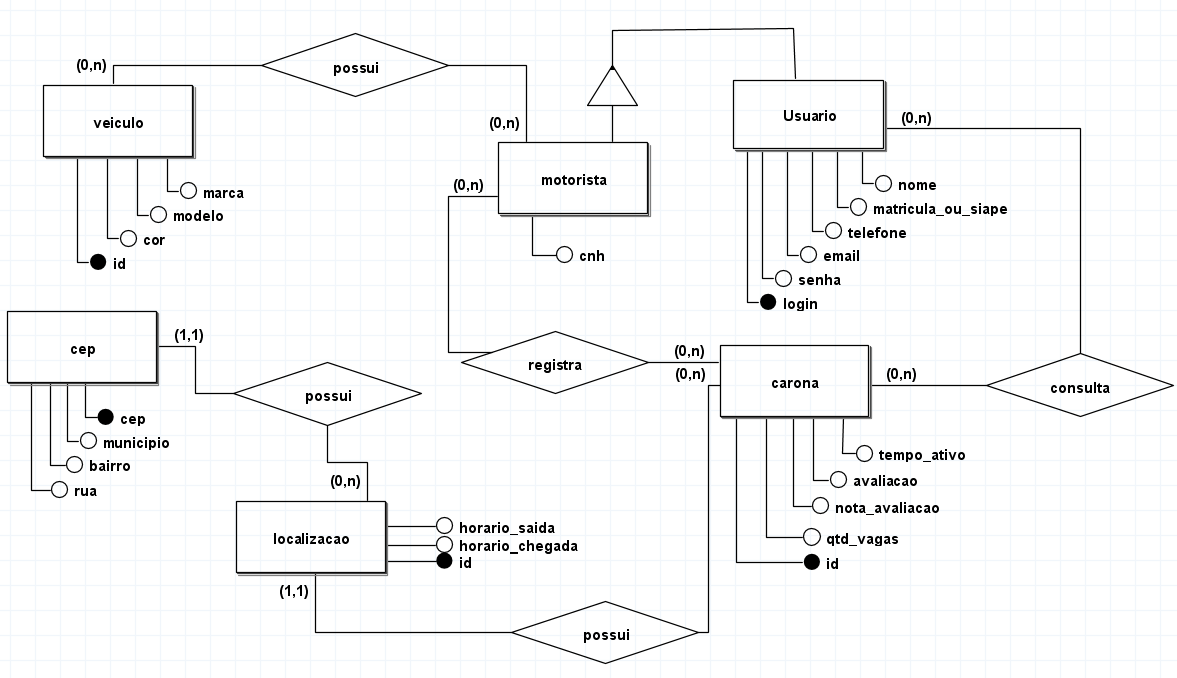 (0,n)
possui
veiculo
marca
modelo
cor
id
(0,n)
motorista
(0,n)
cnh
Usuario
(0,n)
nome
matricula_ou_siape
telefone
email
senha
login
cep
(1,1)
cep
municipio
bairro
rua
possui
(0,n)
registra
(0,n)
(0,n)
carona
(0,n)
consulta
tempo_ativo
avaliacao
nota_avaliacao
qtd_vagas
id
localizacao
horario_saida
horario_chegada
id
(1,1)
possui